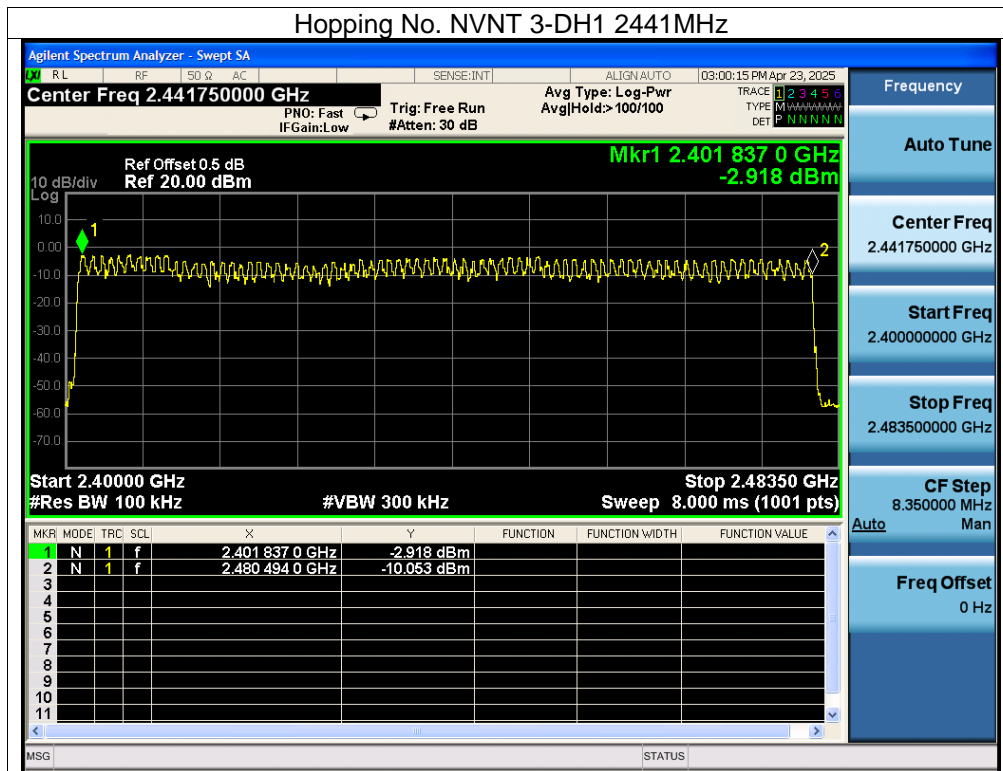 Hopping No. NVNT 3-DH1 2441MHz
Agilent Spectrum Analyzer - Swept SA
LXI RL RF 50 Ω AC SENSE:INT ALIGN AUTO 03:00:15 PM Apr 23, 2025
Center Freq 2.441750000 GHz
PNO: Fast
IFGain:Low
Trig: Free Run
#Atten: 30 dB
Avg Type: Log-Pwr
Avg|Hold:>100/100
TRACE 1 2 3 4 5 6
TYPE M
DET P N N N N N
Frequency
Auto Tune
Center Freq
2.441750000 GHz
Start Freq
2.400000000 GHz
Stop Freq
2.483500000 GHz
CF Step
8.350000 MHz
Auto Man
Freq Offset
0 Hz
Ref Offset 0.5 dB
10 dB/div Ref 20.00 dBm
Log
Mkr1 2.401 837 0 GHz
-2.918 dBm
10.0
0.00
-10.0
-20.0
-30.0
-40.0
-50.0
-60.0
-70.0
1
2
Start 2.40000 GHz Stop 2.48350 GHz
#Res BW 100 kHz #VBW 300 kHz Sweep 8.000 ms (1001 pts)
MKR MODE TRC SCL X Y FUNCTION FUNCTION WIDTH FUNCTION VALUE
1 N 1 f 2.401 837 0 GHz -2.918 dBm
2 N 1 f 2.480 494 0 GHz -10.053 dBm
3
4
5
6
7
8
9
10
11
MSG STATUS